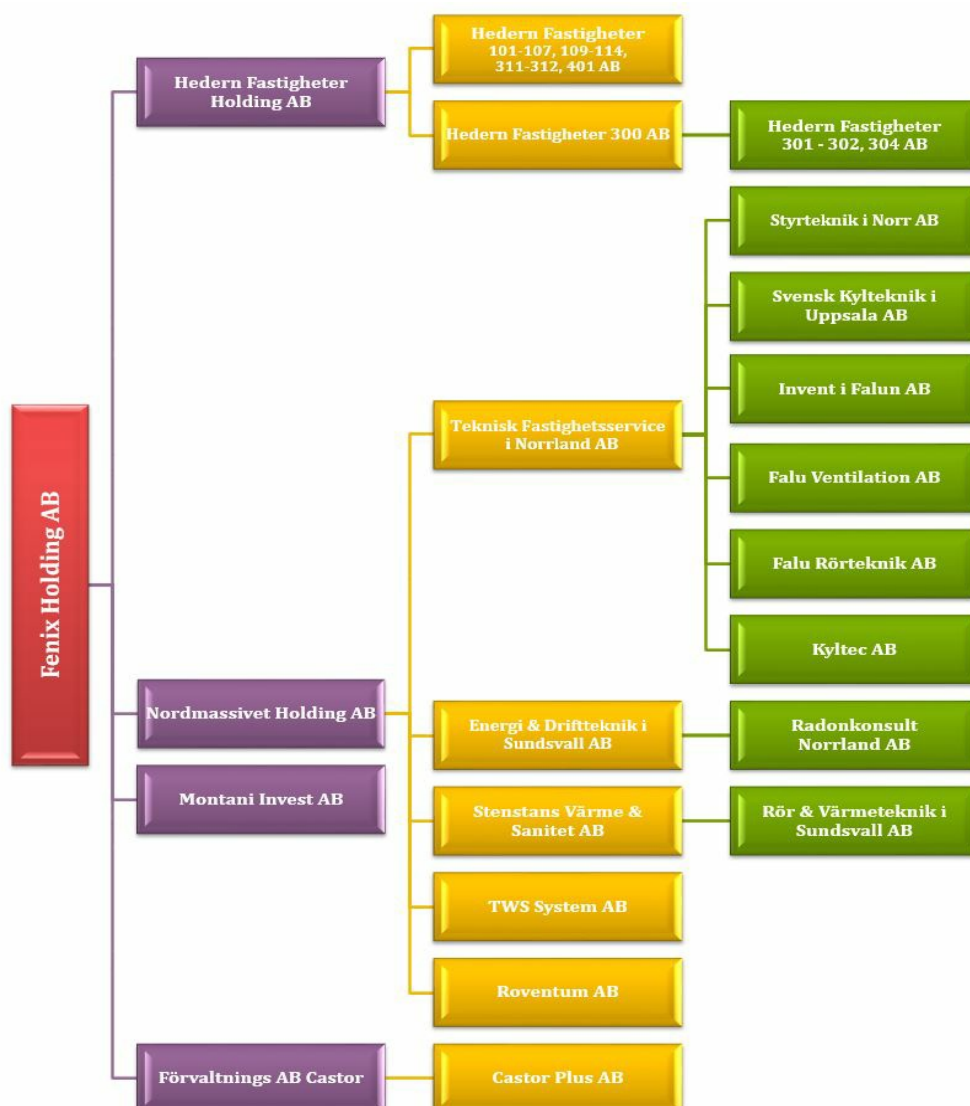 Fenix Holding AB
Hedern Fastigheter
Holding AB
Hedern Fastigheter
101-107, 109-114,
311-312, 401 AB
Hedern Fastigheter 300 AB
Hedern Fastigheter
301 - 302, 304 AB
Nordmassivet Holding AB
Teknisk Fastighetsservice
i Norrland AB
Styrteknik i Norr AB
Svensk Kylteknik i
Uppsala AB
Invent i Falun AB
Falu Ventilation AB
Falu Rörteknik AB
Kyltec AB
Energi & Driftteknik i
Sundsvall AB
Radonkonsult
Norrland AB
Stenstans Värme &
Sanitet AB
Rör & Värmeteknik i
Sundsvall AB
TWS System AB
Roventum AB
Montani Invest AB
Förvaltnings AB Castor
Castor Plus AB